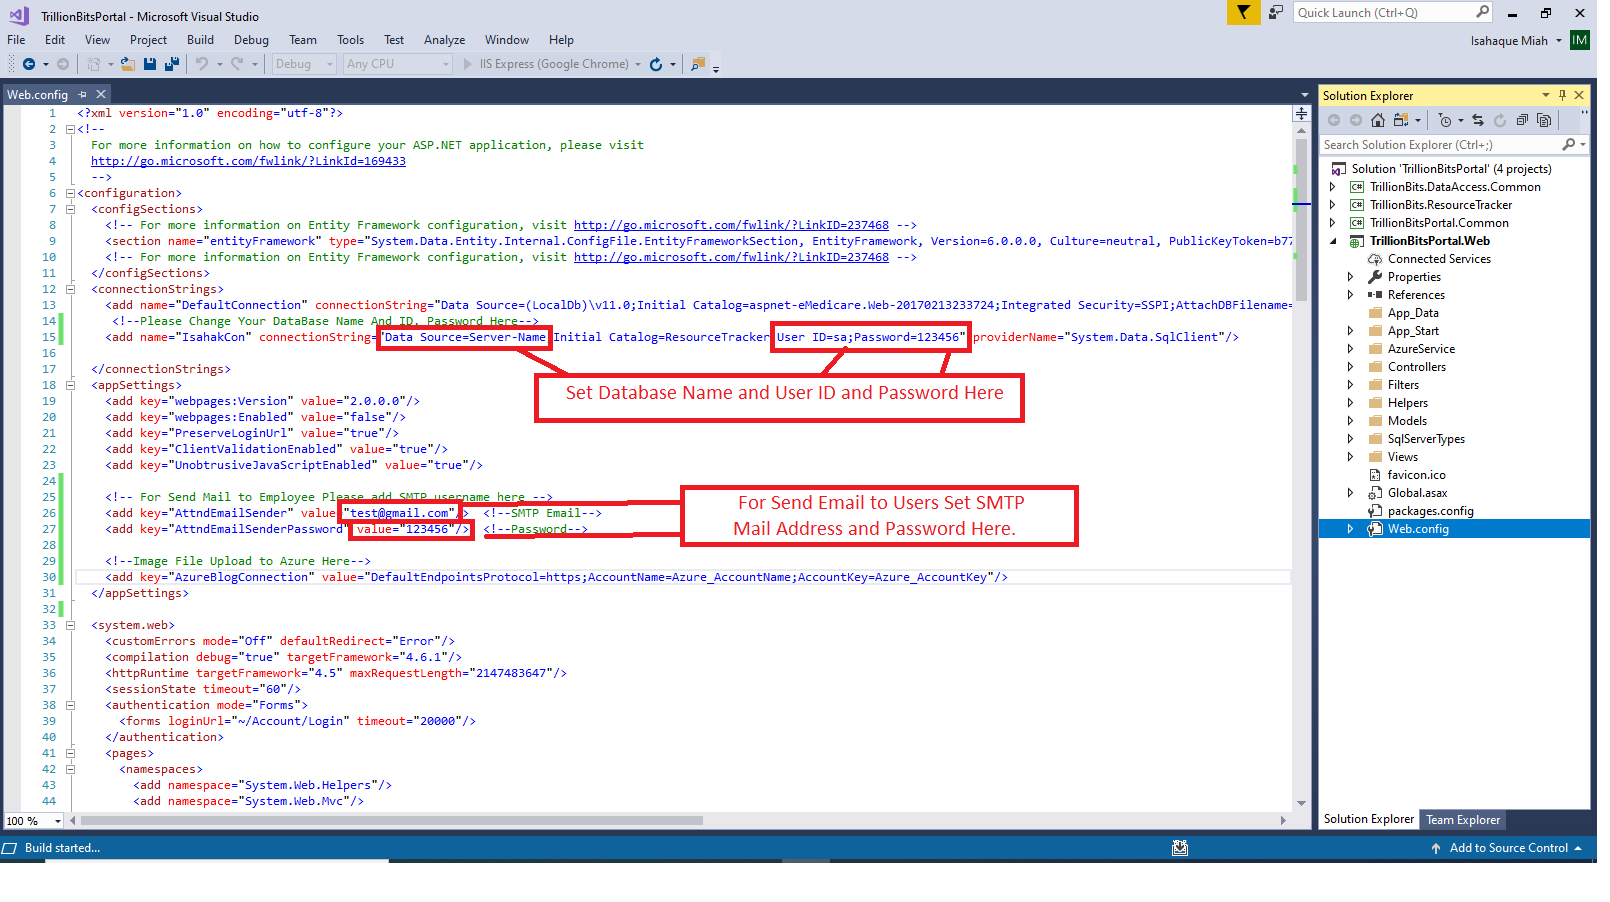 TrillionBitsPortal - Microsoft Visual Studio
Quick Launch (Ctrl+Q)
File Edit View Project Build Debug Team Tools Test Analyze Window Help
Isahaque Miah IM
Debug Any CPU IIS Express (Google Chrome)
Web.config
1 <?xml version="1.0" encoding="utf-8"?>
2 <!--
3 For more information on how to configure your ASP.NET application, please visit
4 http://go.microsoft.com/fwlink/?LinkId=169433
5 -->
6 <configuration>
7 <configSections>
8 <!-- For more information on Entity Framework configuration, visit http://go.microsoft.com/fwlink/?LinkID=237468 -->
9 <section name="entityFramework" type="System.Data.Entity.Internal.ConfigFile.EntityFrameworkSection, EntityFramework, Version=6.0.0.0, Culture=neutral, PublicKeyToken=b77
10 <!-- For more information on Entity Framework configuration, visit http://go.microsoft.com/fwlink/?LinkID=237468 -->
11 </configSections>
12 <connectionStrings>
13 <add name="DefaultConnection" connectionString="Data Source=(LocalDb)\v11.0;Initial Catalog=aspnet-eMedicare.Web-20170213233724;Integrated Security=SSPI;AttachDBFilename=
14 <!--Please Change Your DataBase Name And ID, Password Here-->
15 <add name="IsahakCon" connectionString="Data Source=Server-Name Initial Catalog=ResourceTracker User ID=sa;Password=123456" providerName="System.Data.SqlClient"/>
16
17 </connectionStrings>
18 <appSettings>
Set Database Name and User ID and Password Here
19 <add key="webpages:Version" value="2.0.0.0"/>
20 <add key="webpages:Enabled" value="false"/>
21 <add key="PreserveLoginUrl" value="true"/>
22 <add key="ClientValidationEnabled" value="true"/>
23 <add key="UnobtrusiveJavaScriptEnabled" value="true"/>
24
25 <!-- For Send Mail to Employee Please add SMTP username here -->
26 <add key="AttndEmailSender" value="test@gmail.com"/> <!--SMTP Email-->
27 <add key="AttndEmailSenderPassword" value="123456"/> <!--Password-->
For Send Email to Users Set SMTP
Mail Address and Password Here.
28
29 <!--Image File Upload to Azure Here-->
30 <add key="AzureBlogConnection" value="DefaultEndpointsProtocol=https;AccountName=Azure_AccountName;AccountKey=Azure_AccountKey"/>
31 </appSettings>
32
33 <system.web>
34 <customErrors mode="Off" defaultRedirect="Error"/>
35 <compilation debug="true" targetFramework="4.6.1"/>
36 <httpRuntime targetFramework="4.5" maxRequestLength="2147483647"/>
37 <sessionState timeout="60"/>
38 <authentication mode="Forms">
39 <forms loginUrl="~/Account/Login" timeout="20000"/>
40 </authentication>
41 <pages>
42 <namespaces>
43 <add namespace="System.Web.Helpers"/>
44 <add namespace="System.Web.Mvc"/>
100 %
Solution Explorer
Search Solution Explorer (Ctrl+;)
Solution 'TrillionBitsPortal' (4 projects)
C# TrillionBits.DataAccess.Common
C# TrillionBits.ResourceTracker
C# TrillionBitsPortal.Common
TrillionBitsPortal.Web
Connected Services
Properties
References
App_Data
App_Start
AzureService
Controllers
Filters
Helpers
Models
SqlServerTypes
Views
favicon.ico
Global.asax
packages.config
Web.config
Solution Explorer Team Explorer
Build started...
Add to Source Control